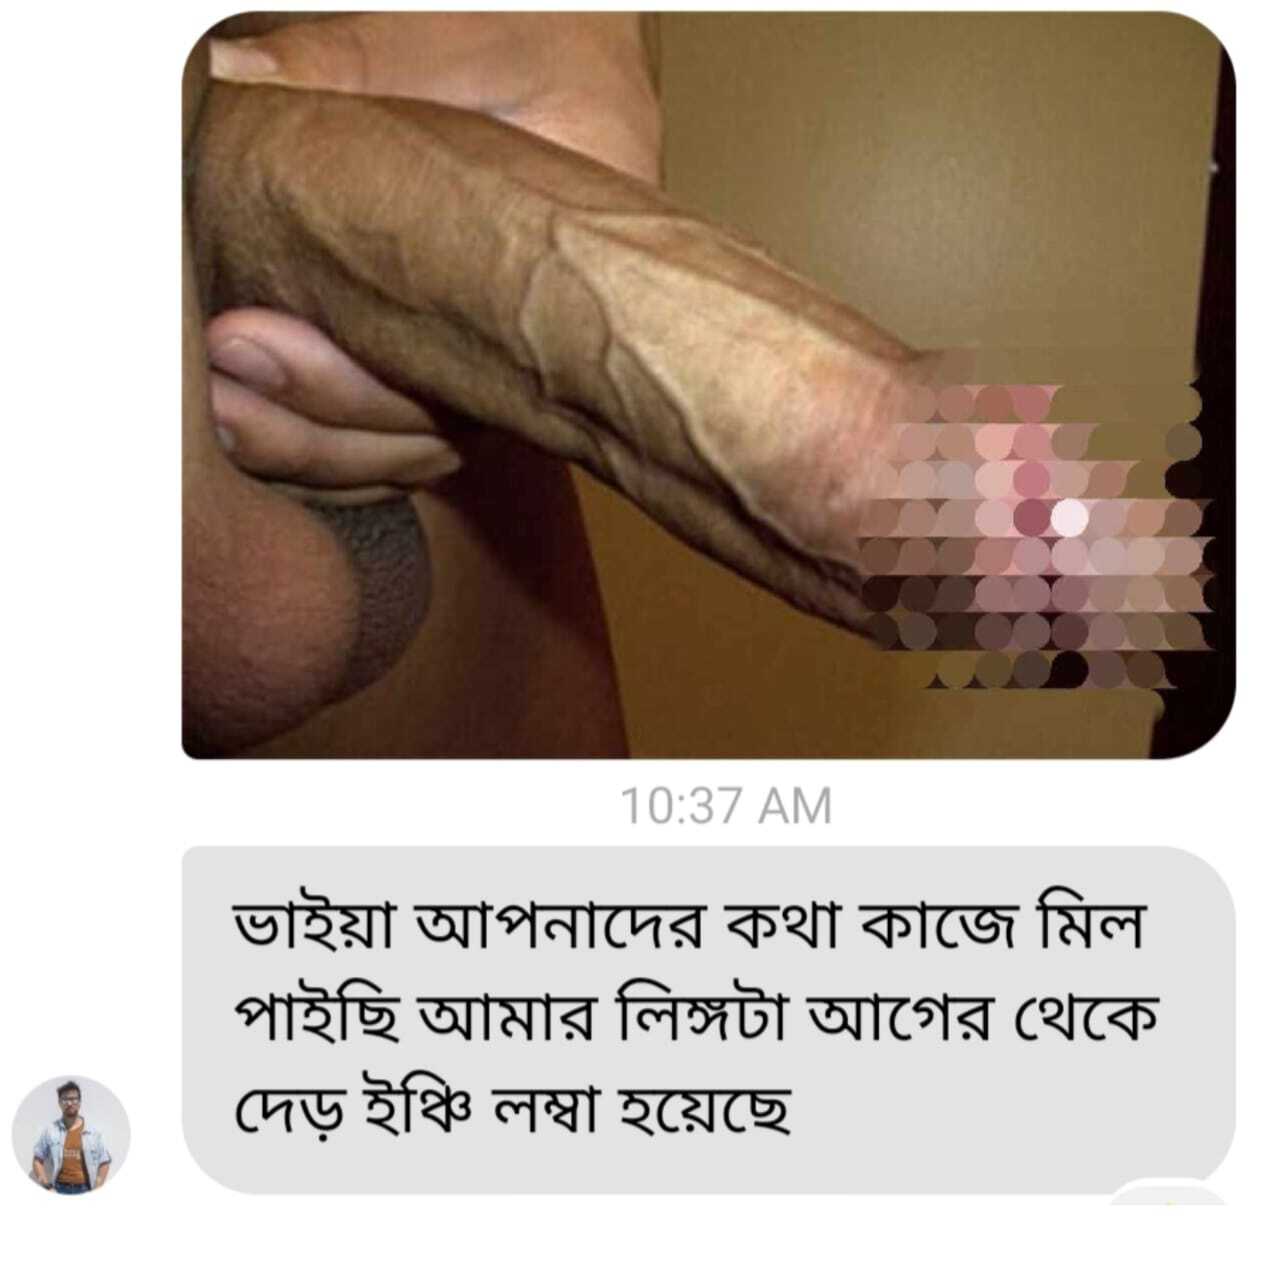 10:37 AM
ভাইয়া আপনাদের কথা কাজে মিল
পাইছি আমার লিঙ্গটা আগের থেকে
দেড় ইঞ্চি লম্বা হয়েছে